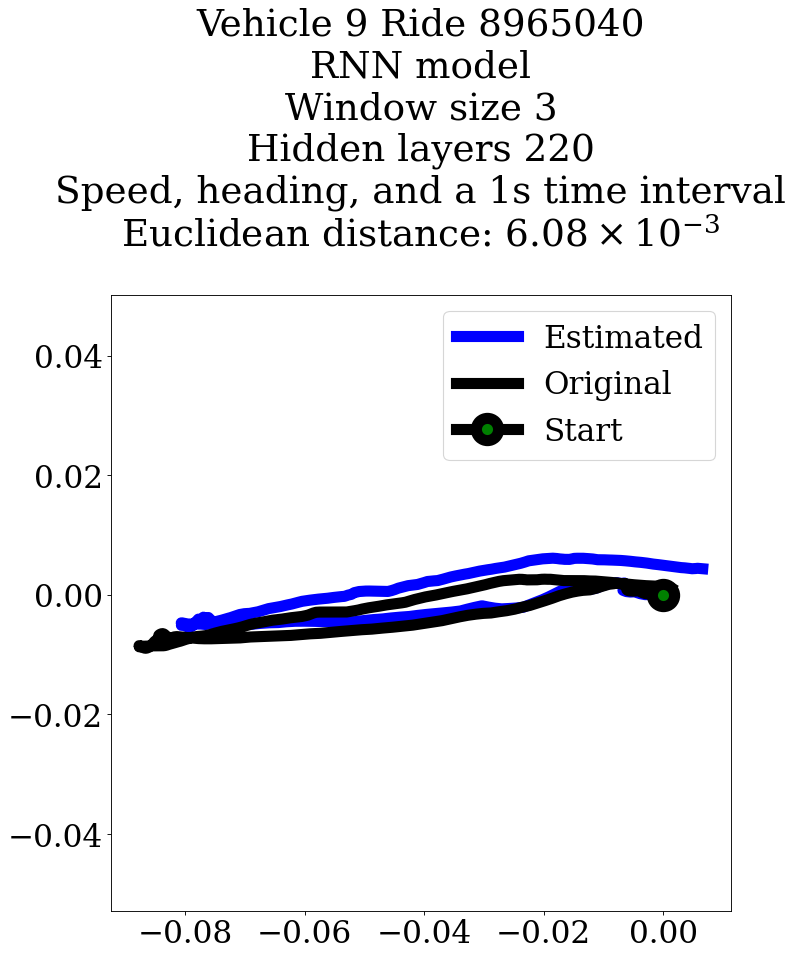 Vehicle 9 Ride 8965040
RNN model
Window size 3
Hidden layers 220
Speed, heading, and a 1s time interval
Euclidean distance: 6.08 × 10⁻³
Estimated
Original
Start
0.04
0.02
0.00
−0.02
−0.04
−0.08
−0.06
−0.04
−0.02
0.00